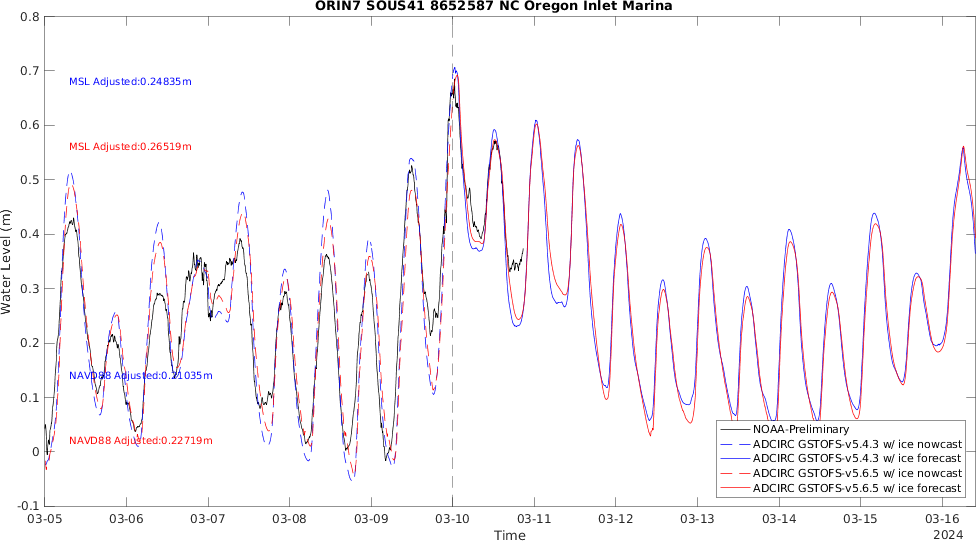 ORIN7 SOUS41 8652587 NC Oregon Inlet Marina
0.8
0.7
0.6
0.5
0.4
0.3
0.2
0.1
0
-0.1
Water Level (m)
MSL Adjusted:0.24835m
MSL Adjusted:0.26519m
NAVD88 Adjusted:0.21035m
NAVD88 Adjusted:0.22719m
NOAA-Preliminary
ADCIRC GSTOFS-v5.4.3 w/ ice nowcast
ADCIRC GSTOFS-v5.4.3 w/ ice forecast
ADCIRC GSTOFS-v5.6.5 w/ ice nowcast
ADCIRC GSTOFS-v5.6.5 w/ ice forecast
03-05 03-06 03-07 03-08 03-09 03-10 03-11 03-12 03-13 03-14 03-15 03-16
Time
2024